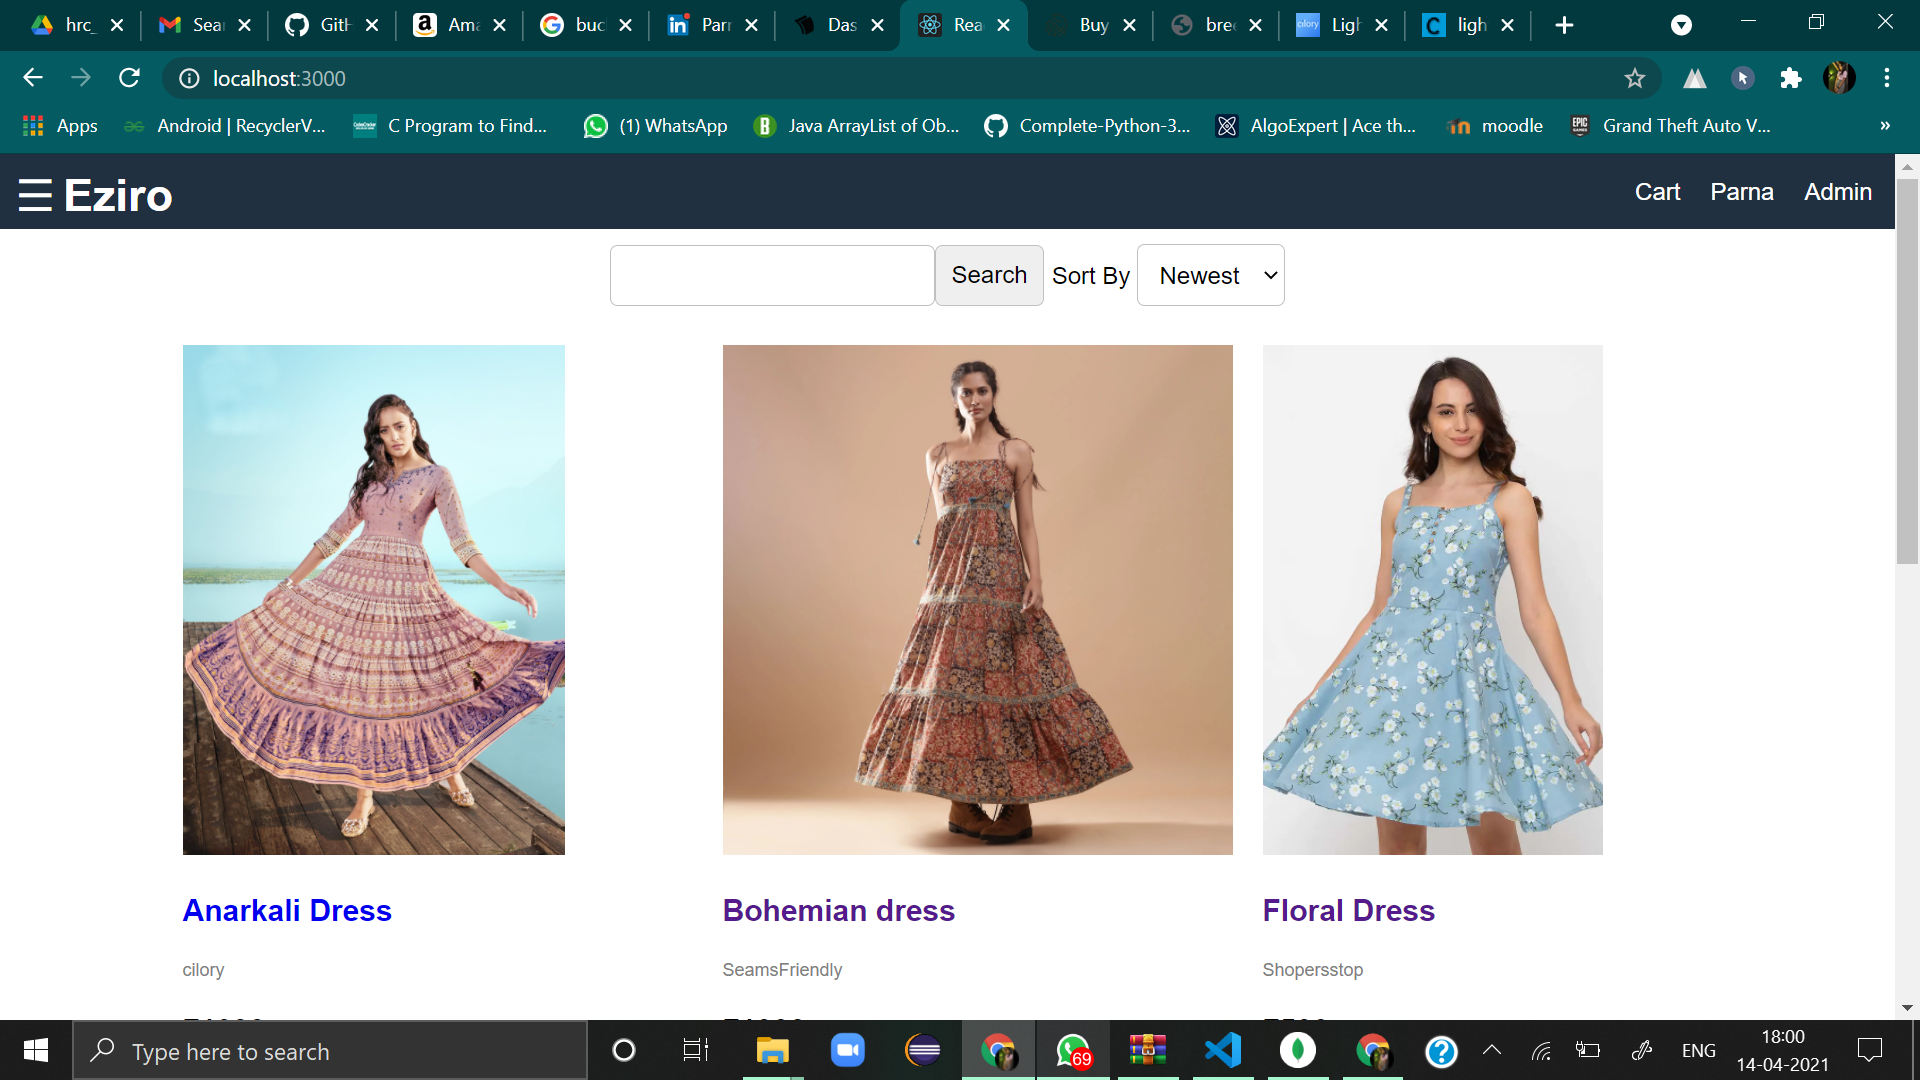 hrc_ Sear GitH Ama buc Parn Das Rea Buy bree Ligh ligh
localhost:3000
Apps Android | RecyclerV... C Program to Find... (1) WhatsApp Java ArrayList of Ob... Complete-Python-3... AlgoExpert | Ace th... moodle Grand Theft Auto V... »
☰ Eziro Cart Parna Admin
Search Sort By Newest
Anarkali Dress Bohemian dress Floral Dress
cilory SeamsFriendly Shopersstop
Type here to search 69 ENG 18:00
14-04-2021